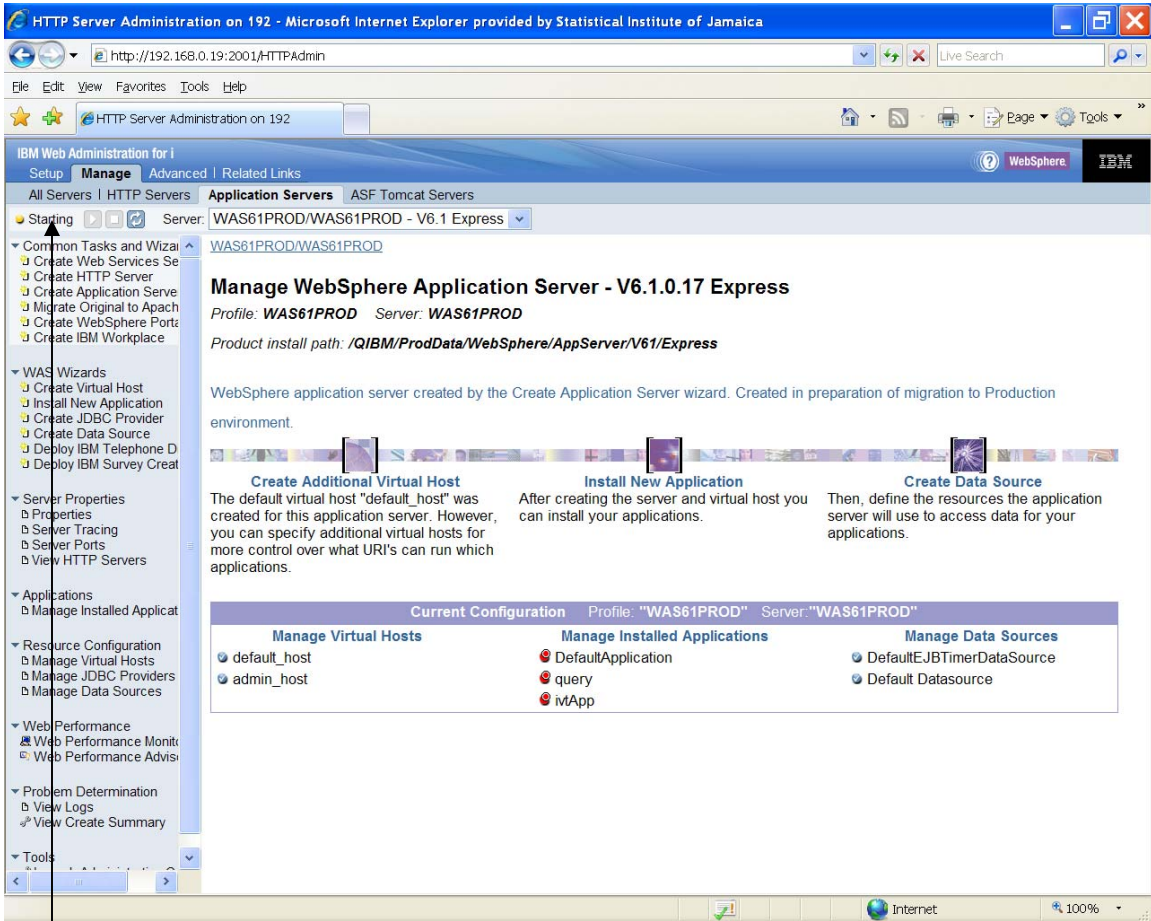 HTTP Server Administration on 192 - Microsoft Internet Explorer provided by Statistical Institute of Jamaica
http://192.168.0.19:2001/HTTPAdmin
Live Search
File Edit View Favorites Tools Help
HTTP Server Administration on 192
Page Tools
IBM Web Administration for i
WebSphere. IBM
Setup Manage Advanced | Related Links
All Servers | HTTP Servers Application Servers ASF Tomcat Servers
Starting Server: WAS61PROD/WAS61PROD - V6.1 Express
Common Tasks and Wizar
Create Web Services Se
Create HTTP Server
Create Application Serve
Migrate Original to Apach
Create WebSphere Porta
Create IBM Workplace
WAS Wizards
Create Virtual Host
Install New Application
Create JDBC Provider
Create Data Source
Deploy IBM Telephone D
Deploy IBM Survey Creat
Server Properties
Properties
Server Tracing
Server Ports
View HTTP Servers
Applications
Manage Installed Applicat
Resource Configuration
Manage Virtual Hosts
Manage JDBC Providers
Manage Data Sources
Web Performance
Web Performance Monito
Web Performance Adviso
Problem Determination
View Logs
View Create Summary
Tools
WAS61PROD/WAS61PROD
Manage WebSphere Application Server - V6.1.0.17 Express
Profile: WAS61PROD Server: WAS61PROD
Product install path: /QIBM/ProdData/WebSphere/AppServer/V61/Express
WebSphere application server created by the Create Application Server wizard. Created in preparation of migration to Production
environment.
Create Additional Virtual Host
The default virtual host "default_host" was
created for this application server. However,
you can specify additional virtual hosts for
more control over what URI's can run which
applications.
Install New Application
After creating the server and virtual host you
can install your applications.
Create Data Source
Then, define the resources the application
server will use to access data for your
applications.
Current Configuration Profile: "WAS61PROD" Server:"WAS61PROD"
Manage Virtual Hosts
default_host
admin_host
Manage Installed Applications
DefaultApplication
query
ivtApp
Manage Data Sources
DefaultEJBTimerDataSource
Default Datasource
Internet 100%